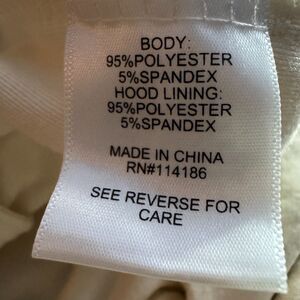 BODY:
95%POLYESTER
5%SPANDEX
HOOD LINING:
95%POLYESTER
5%SPANDEX
MADE IN CHINA
RN#114186
SEE REVERSE FOR
CARE